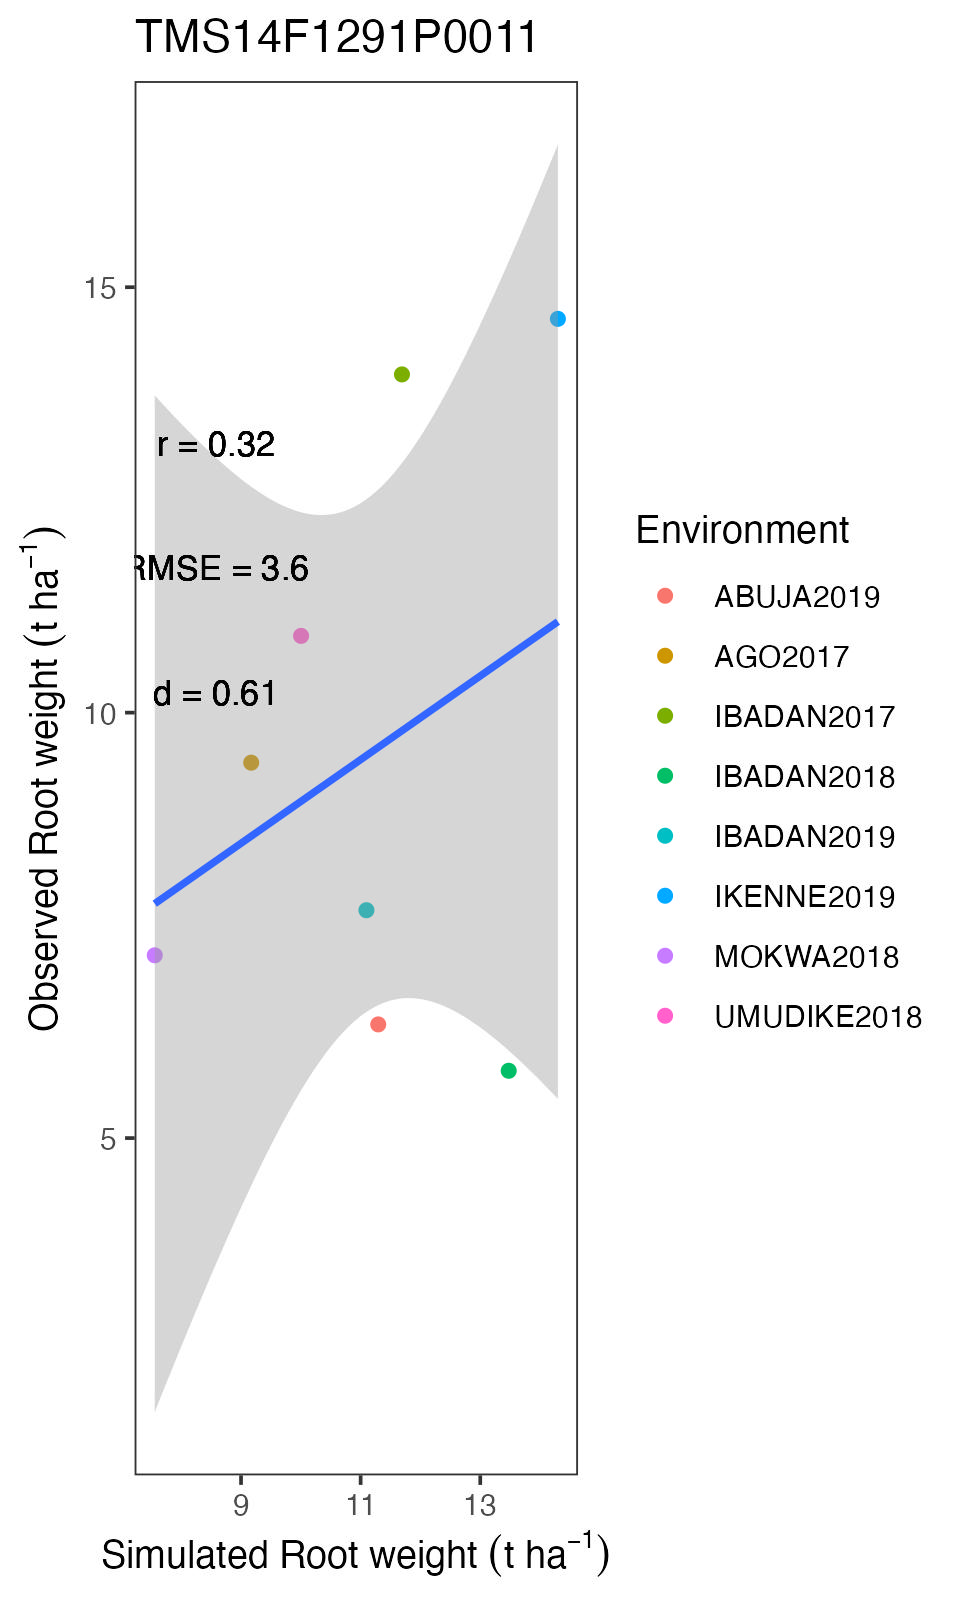 TMS14F1291P0011
Observed Root weight (t ha⁻¹)
15
10
5
r = 0.32
RMSE = 3.6
d = 0.61
9 11 13
Simulated Root weight (t ha⁻¹)
Environment
ABUJA2019
AGO2017
IBADAN2017
IBADAN2018
IBADAN2019
IKENNE2019
MOKWA2018
UMUDIKE2018